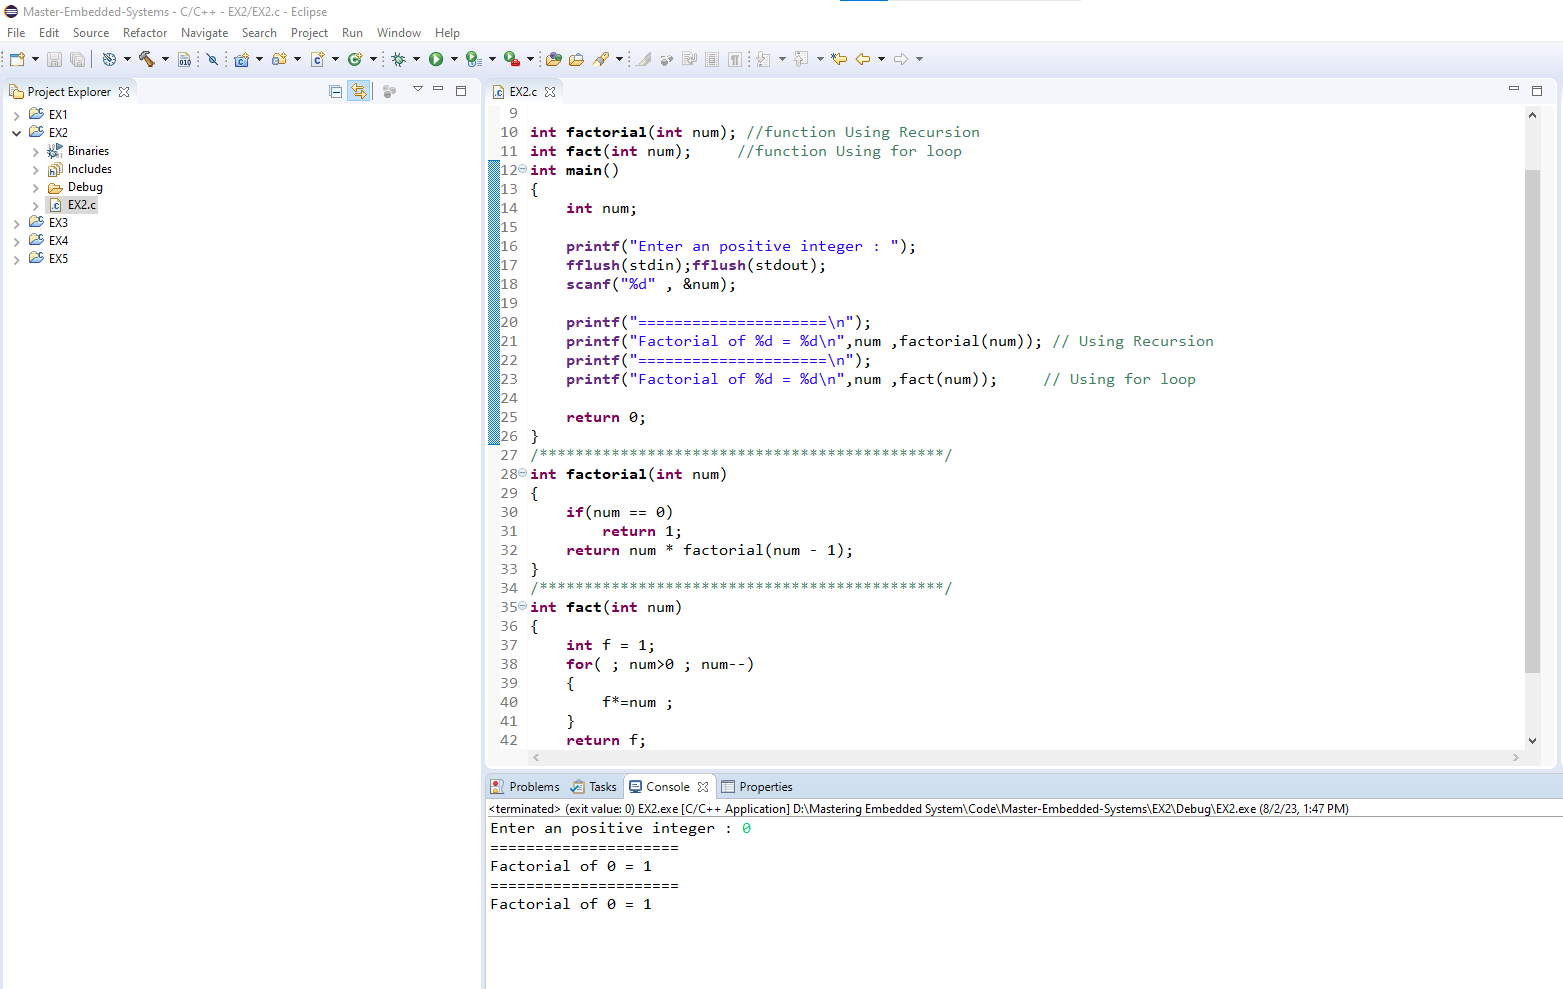 Master-Embedded-Systems - C/C++ - EX2/EX2.c - Eclipse
File Edit Source Refactor Navigate Search Project Run Window Help
Project Explorer
EX1
EX2
Binaries
Includes
Debug
EX2.c
EX3
EX4
EX5
EX2.c
9
10 int factorial(int num); //function Using Recursion
11 int fact(int num);     //function Using for loop
12 int main()
13 {
14     int num;
15
16     printf("Enter an positive integer : ");
17     fflush(stdin);fflush(stdout);
18     scanf("%d" , &num);
19
20     printf("=====================\n");
21     printf("Factorial of %d = %d\n",num ,factorial(num)); // Using Recursion
22     printf("=====================\n");
23     printf("Factorial of %d = %d\n",num ,fact(num));     // Using for loop
24
25     return 0;
26 }
27 /*********************************************/
28 int factorial(int num)
29 {
30     if(num == 0)
31         return 1;
32     return num * factorial(num - 1);
33 }
34 /*********************************************/
35 int fact(int num)
36 {
37     int f = 1;
38     for( ; num>0 ; num--)
39     {
40         f*=num ;
41     }
42     return f;
Problems Tasks Console Properties
<terminated> (exit value: 0) EX2.exe [C/C++ Application] D:\Mastering Embedded System\Code\Master-Embedded-Systems\EX2\Debug\EX2.exe (8/2/23, 1:47 PM)
Enter an positive integer : 0
=====================
Factorial of 0 = 1
=====================
Factorial of 0 = 1